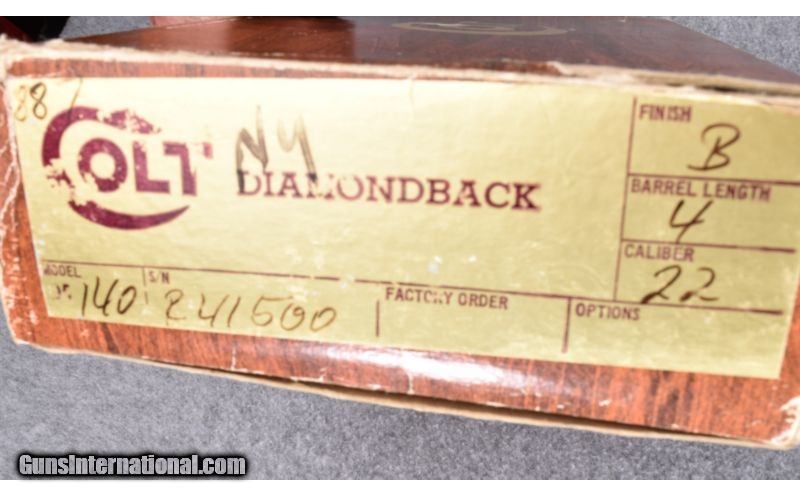 88
COLT
NY
DIAMONDBACK
FINISH
B
BARREL LENGTH
4
CALIBER
22
MODEL
140
S/N
241500
FACTORY ORDER
OPTIONS
GunsInternational.com